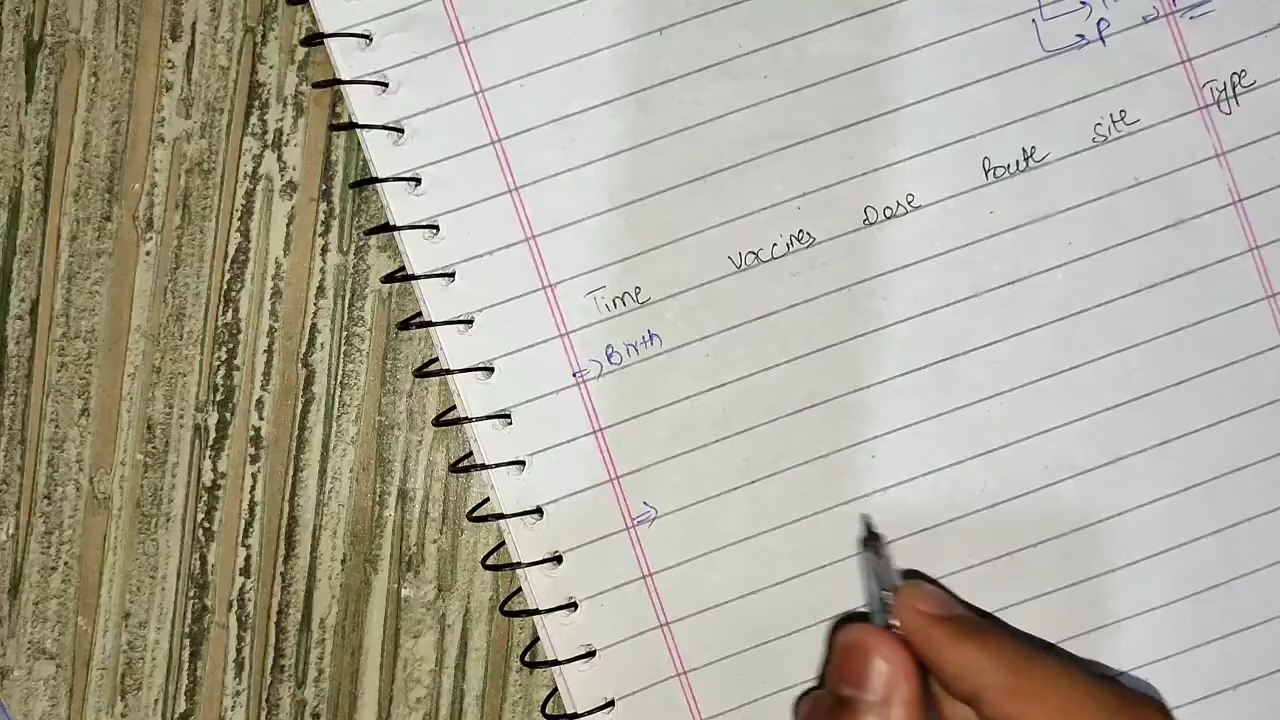 P =>
Time Vaccines Dose Route Site Type
=> Birth
=>